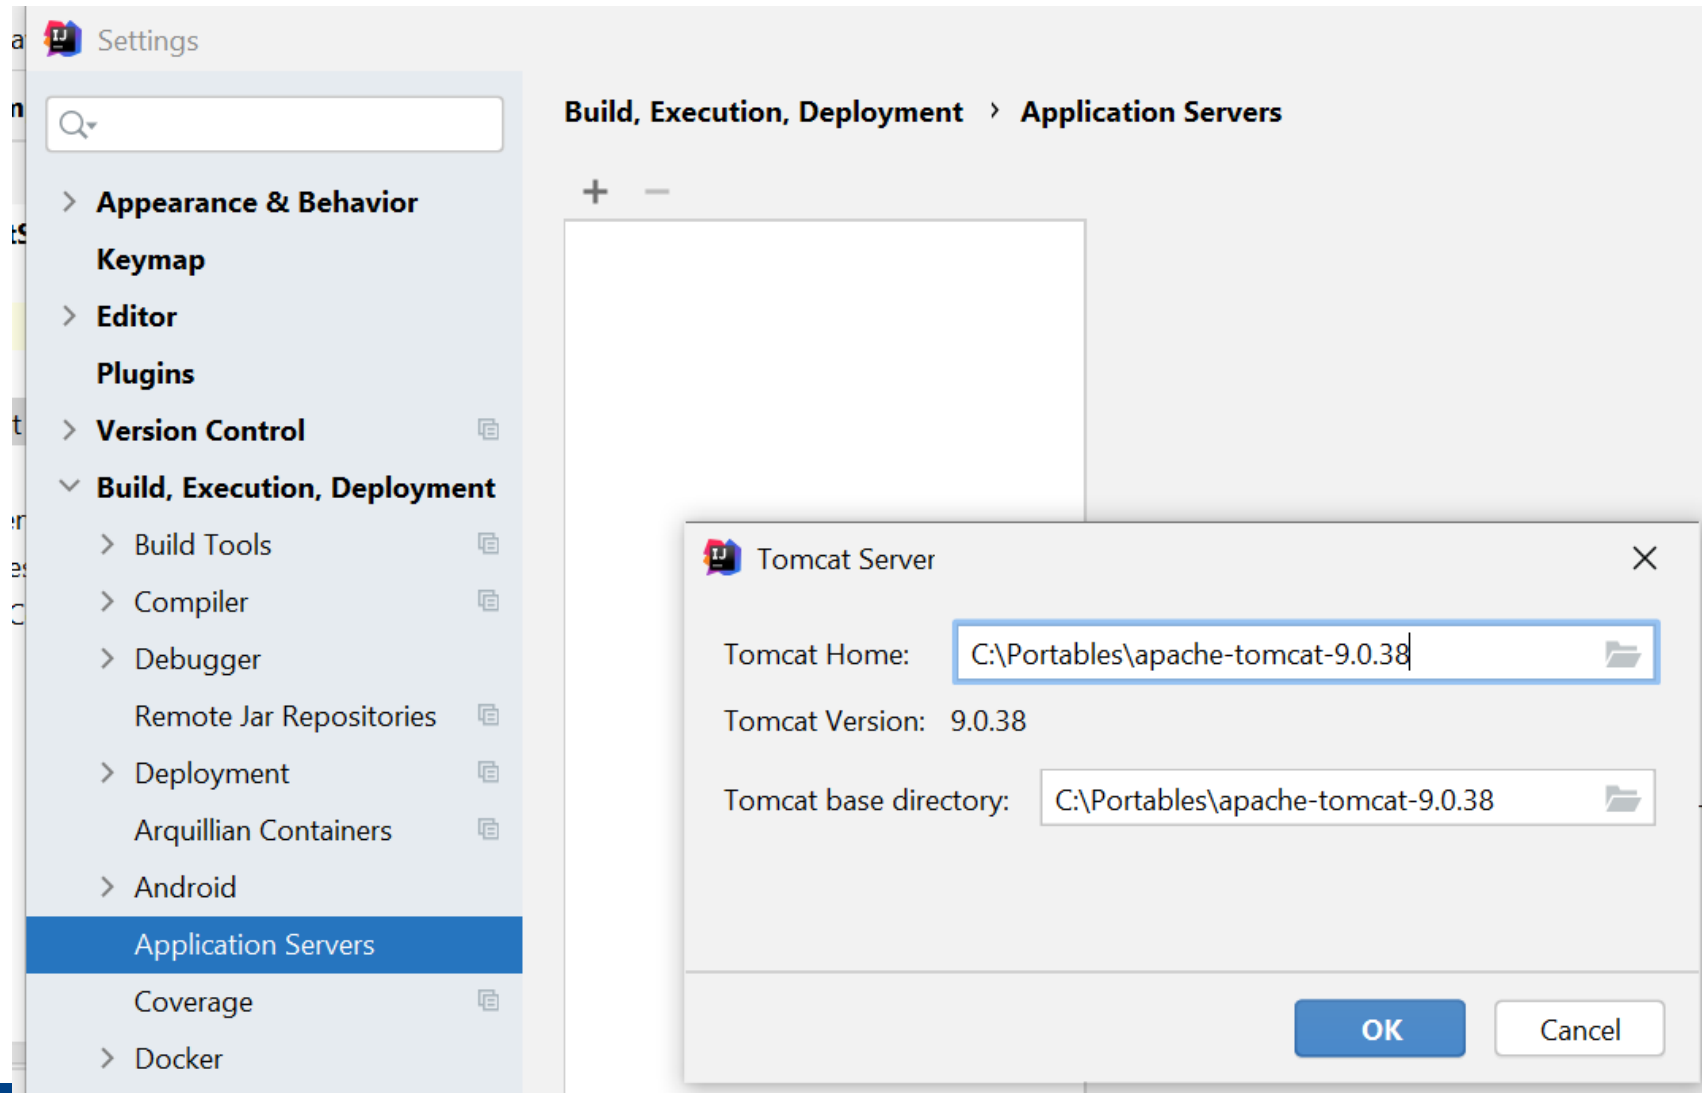 Settings
Build, Execution, Deployment › Application Servers
Appearance & Behavior
Keymap
Editor
Plugins
Version Control
Build, Execution, Deployment
Build Tools
Compiler
Debugger
Remote Jar Repositories
Deployment
Arquillian Containers
Android
Application Servers
Coverage
Docker
IJ Tomcat Server
Tomcat Home: C:\Portables\apache-tomcat-9.0.38
Tomcat Version: 9.0.38
Tomcat base directory: C:\Portables\apache-tomcat-9.0.38
OK Cancel